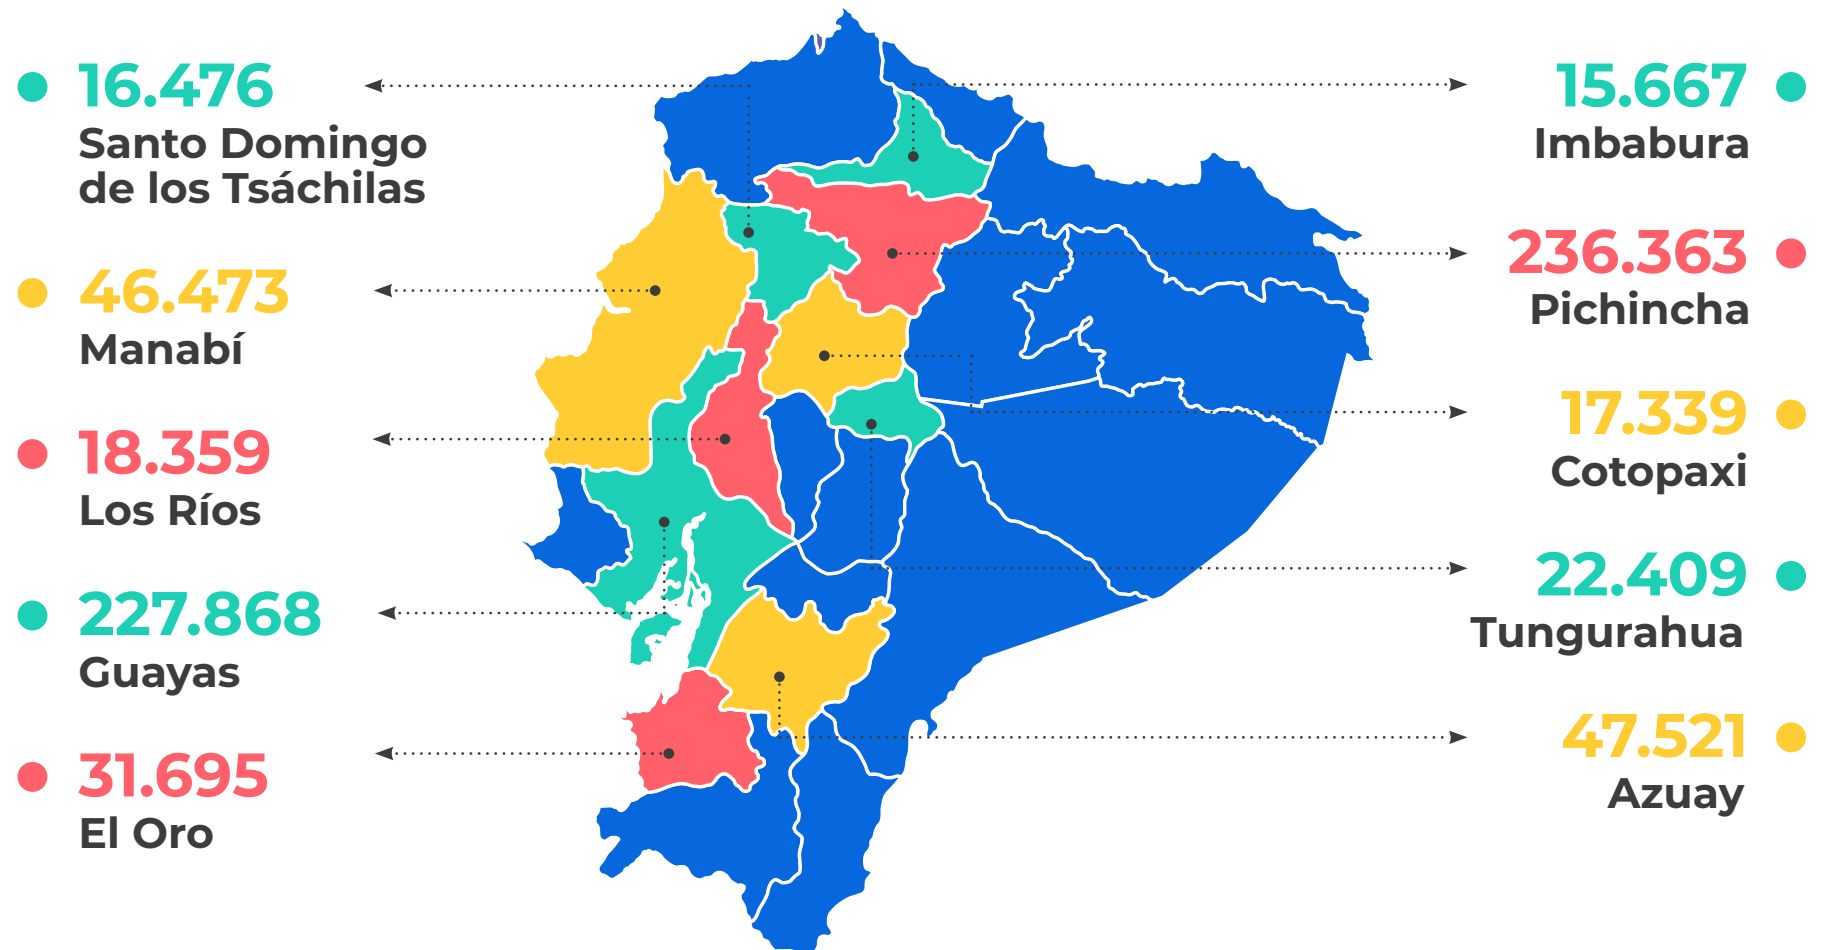 16.476
Santo Domingo
de los Tsáchilas
46.473
Manabí
18.359
Los Ríos
227.868
Guayas
31.695
El Oro
15.667
Imbabura
236.363
Pichincha
17.339
Cotopaxi
22.409
Tungurahua
47.521
Azuay